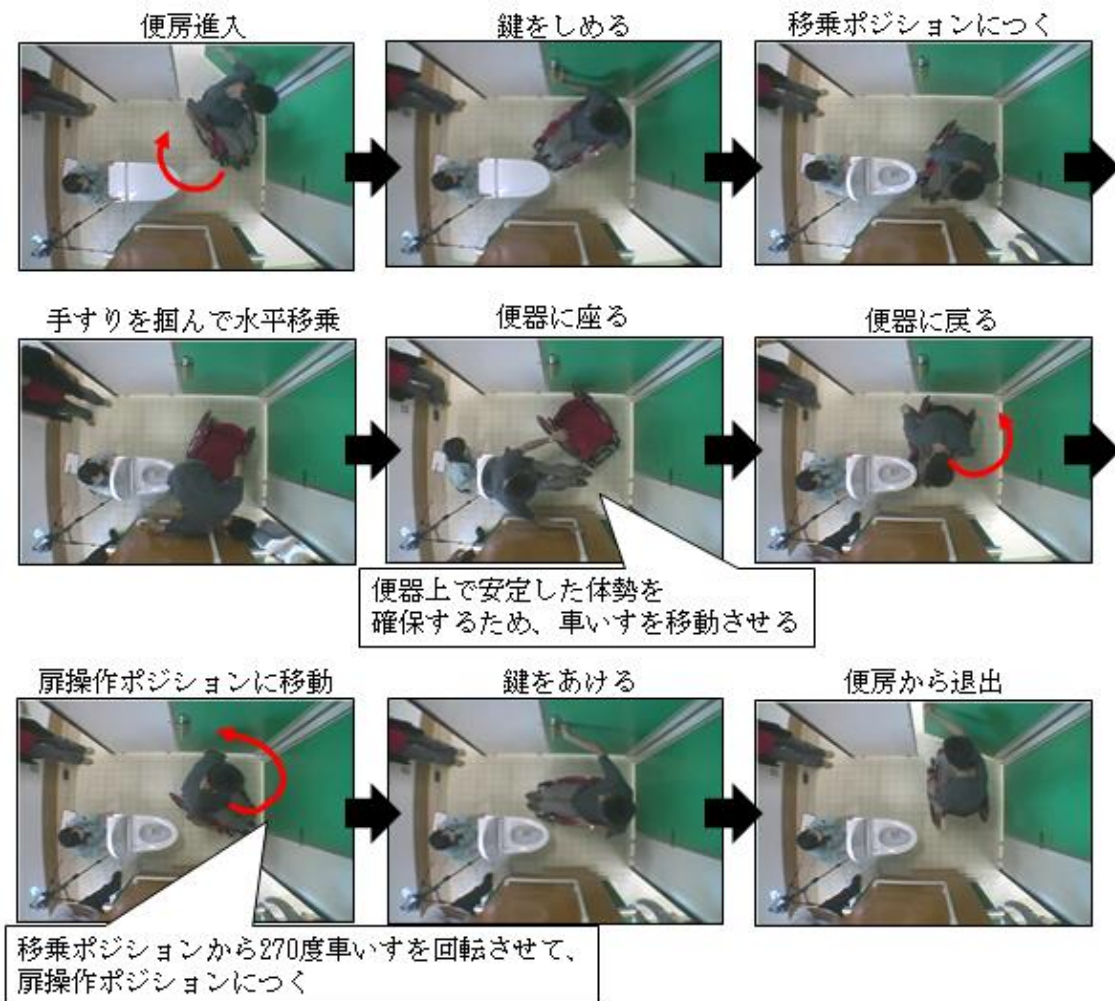 便房進入
鍵をしめる
移乗ポジションにつく
手すりを掴んで水平移乗
便器に座る
便器に戻る
便器上で安定した体勢を
確保するため、車いすを移動させる
扉操作ポジションに移動
鍵をあける
便房から退出
移乗ポジションから270度車いすを回転させて、
扉操作ポジションにつく